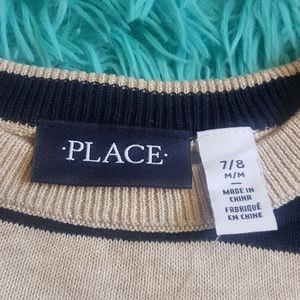 ·PLACE·
7/8
M/M
MADE IN
CHINA
FABRIQUÉ
EN CHINE